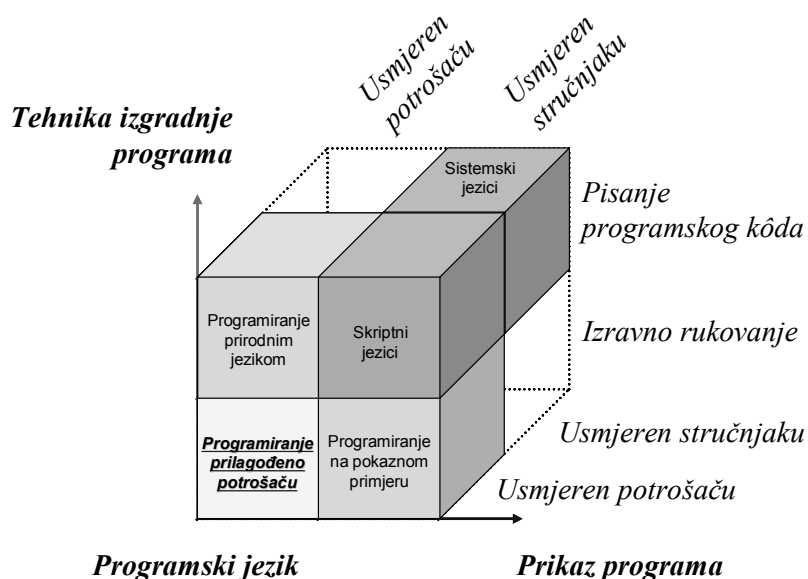 Usmjeren
potrošaču
Usmjeren
stručnjaku
Tehnika izgradnje
programa
Sistemski
jezici
Pisanje
programskog kôda
Programiranje
prirodnim
jezikom
Skriptni
jezici
Izravno rukovanje
Programiranje
prilagođeno
potrošaču
Programiranje
na pokaznom
primjeru
Usmjeren stručnjaku
Usmjeren potrošaču
Programski jezik
Prikaz programa